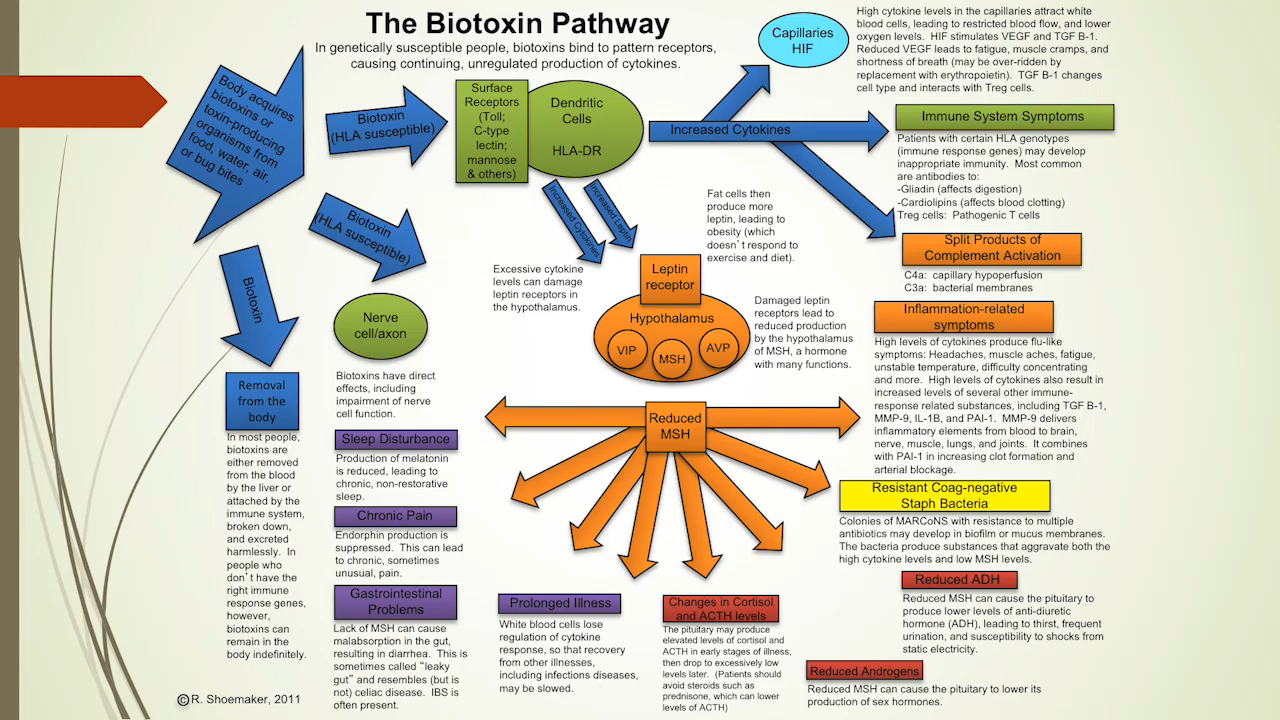 The Biotoxin Pathway
In genetically susceptible people, biotoxins bind to pattern receptors,
causing continuing, unregulated production of cytokines.
Body acquires
biotoxins or
toxin-producing
organisms from
food, water, air,
or bug bites
Biotoxin
(HLA susceptible)
Surface
Receptors
(Toll;
C-type
lectin;
mannose
& others)
Dendritic
Cells
HLA-DR
Increased Cytokines
Capillaries
HIF
High cytokine levels in the capillaries attract white
blood cells, leading to restricted blood flow, and lower
oxygen levels. HIF stimulates VEGF and TGF B-1.
Reduced VEGF leads to fatigue, muscle cramps, and
shortness of breath (may be over-ridden by
replacement with erythropoietin). TGF B-1 changes
cell type and interacts with Treg cells.
Immune System Symptoms
Patients with certain HLA genotypes
(immune response genes) may develop
inappropriate immunity. Most common
are antibodies to:
-Gliadin (affects digestion)
-Cardiolipins (affects blood clotting)
Treg cells: Pathogenic T cells
Split Products of
Complement Activation
C4a: capillary hypoperfusion
C3a: bacterial membranes
Inflammation-related
symptoms
High levels of cytokines produce flu-like
symptoms: Headaches, muscle aches, fatigue,
unstable temperature, difficulty concentrating
and more. High levels of cytokines also result in
increased levels of several other immune-
response related substances, including TGF B-1,
MMP-9, IL-1B, and PAI-1. MMP-9 delivers
inflammatory elements from blood to brain,
nerve, muscle, lungs, and joints. It combines
with PAI-1 in increasing clot formation and
arterial blockage.
Resistant Coag-negative
Staph Bacteria
Colonies of MARCoNS with resistance to multiple
antibiotics may develop in biofilm or mucus membranes.
The bacteria produce substances that aggravate both the
high cytokine levels and low MSH levels.
Reduced ADH
Reduced MSH can cause the pituitary to
produce lower levels of anti-diuretic
hormone (ADH), leading to thirst, frequent
urination, and susceptibility to shocks from
static electricity.
Reduced Androgens
Reduced MSH can cause the pituitary to lower its
production of sex hormones.
Biotoxin
(HLA susceptible)
Increased Cytokines
Increased Leptin
Fat cells then
produce more
leptin, leading to
obesity (which
doesn't respond to
exercise and diet).
Excessive cytokine
levels can damage
leptin receptors in
the hypothalamus.
Leptin
receptor
Hypothalamus
VIP
MSH
AVP
Damaged leptin
receptors lead to
reduced production
by the hypothalamus
of MSH, a hormone
with many functions.
Biotoxin
Removal
from the
body
In most people,
biotoxins are
either removed
from the blood
by the liver or
attached by the
immune system,
broken down,
and excreted
harmlessly. In
people who
don't have the
right immune
response genes,
however,
biotoxins can
remain in the
body indefinitely.
Nerve
cell/axon
Biotoxins have direct
effects, including
impairment of nerve
cell function.
Sleep Disturbance
Production of melatonin
is reduced, leading to
chronic, non-restorative
sleep.
Chronic Pain
Endorphin production is
suppressed. This can lead
to chronic, sometimes
unusual, pain.
Gastrointestinal
Problems
Lack of MSH can cause
malabsorption in the gut,
resulting in diarrhea. This is
sometimes called "leaky
gut" and resembles (but is
not) celiac disease. IBS is
often present.
Reduced
MSH
Prolonged Illness
White blood cells lose
regulation of cytokine
response, so that recovery
from other illnesses,
including infections diseases,
may be slowed.
Changes in Cortisol
and ACTH levels
The pituitary may produce
elevated levels of cortisol and
ACTH in early stages of illness,
then drop to excessively low
levels later. (Patients should
avoid steroids such as
prednisone, which can lower
levels of ACTH)
©R. Shoemaker, 2011